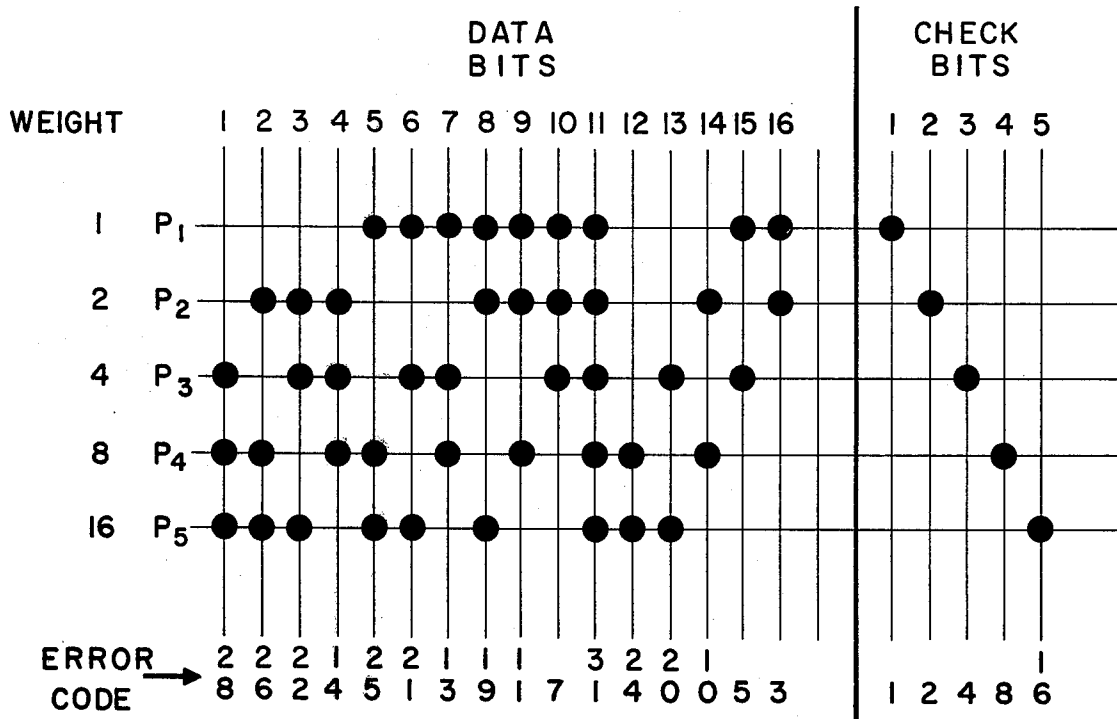 DATA
BITS
CHECK
BITS
WEIGHT 1 2 3 4 5 6 7 8 9 10 11 12 13 14 15 16 1 2 3 4 5
1 P1
2 P2
4 P3
8 P4
16 P5
ERROR 2 2 2 1 2 2 1 1 1 3 2 2 1 1
CODE 8 6 2 4 5 1 3 9 1 7 1 4 0 0 5 3 1 2 4 8 6